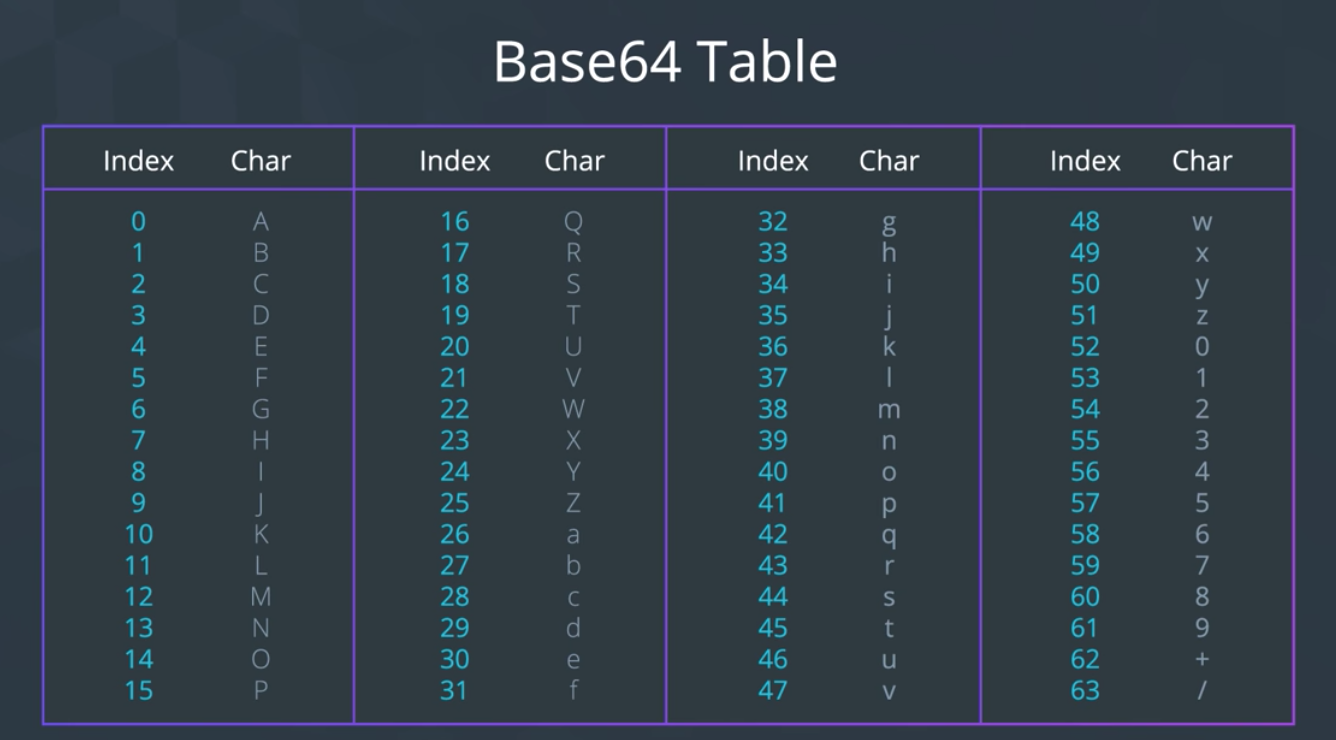 Base64 Table
Index Char Index Char Index Char Index Char
0 A 16 Q 32 g 48 w
1 B 17 R 33 h 49 x
2 C 18 S 34 i 50 y
3 D 19 T 35 j 51 z
4 E 20 U 36 k 52 0
5 F 21 V 37 l 53 1
6 G 22 W 38 m 54 2
7 H 23 X 39 n 55 3
8 I 24 Y 40 o 56 4
9 J 25 Z 41 p 57 5
10 K 26 a 42 q 58 6
11 L 27 b 43 r 59 7
12 M 28 c 44 s 60 8
13 N 29 d 45 t 61 9
14 O 30 e 46 u 62 +
15 P 31 f 47 v 63 /